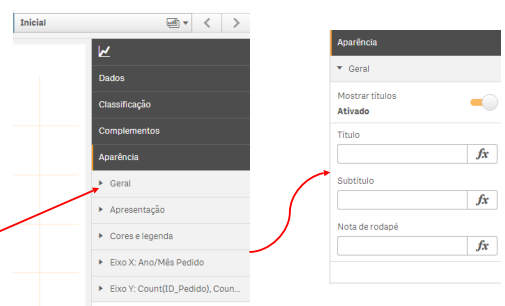 Inicial
Dados
Classificação
Complementos
Aparência
Geral
Apresentação
Cores e legenda
Eixo X: Ano/Mês Pedido
Eixo Y: Count(ID_Pedido), Coun...
Aparência
Geral
Mostrar títulos
Ativado
Título
fx
Subtítulo
fx
Nota de rodapé
fx